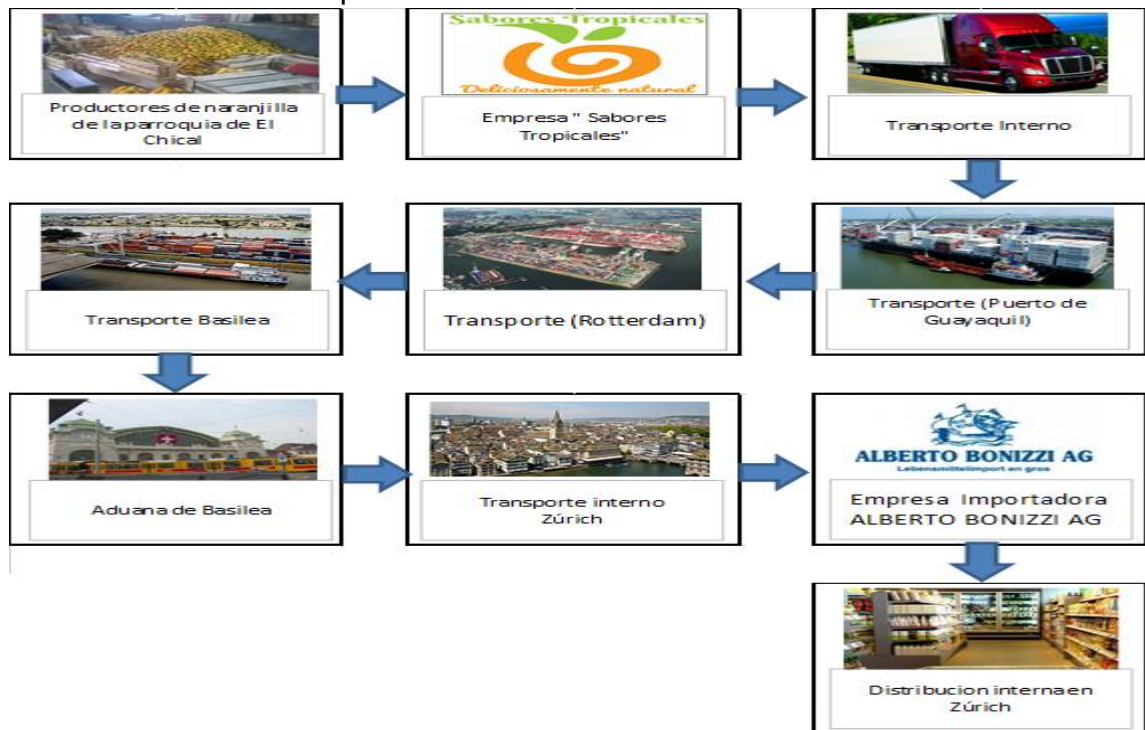 Sabores Tropicales
Deliciosamente natural
Productores de naranjilla
de la parroquia de El
Chical
Empresa " Sabores
Tropicales"
Transporte Interno
Transporte Basilea
Transporte (Rotterdam)
Transporte (Puerto de
Guayaquil)
Aduana de Basilea
Transporte interno
Zúrich
ALBERTO BONIZZI AG
Lebensmittelimport en gros
Empresa Importadora
ALBERTO BONIZZI AG
Distribucion interna en
Zúrich